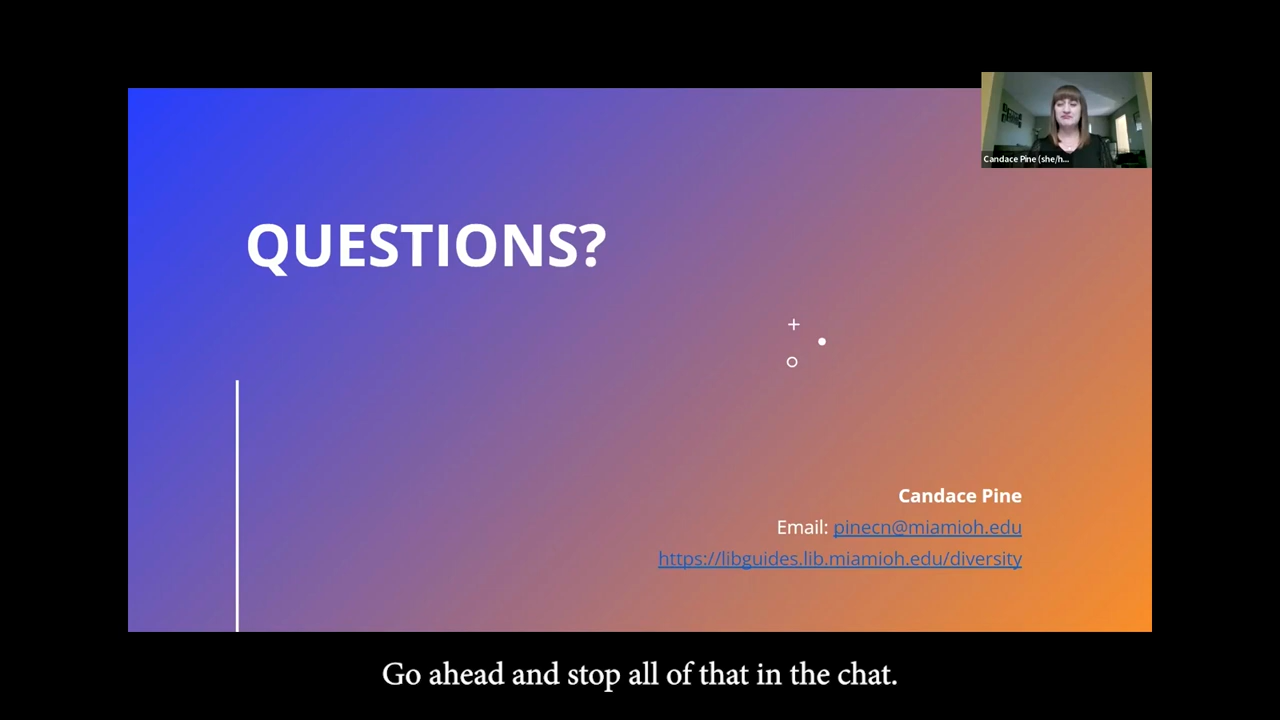 Candace Pine (she/h...
QUESTIONS?
Candace Pine
Email: pinecn@miamioh.edu
https://libguides.lib.miamioh.edu/diversity
Go ahead and stop all of that in the chat.